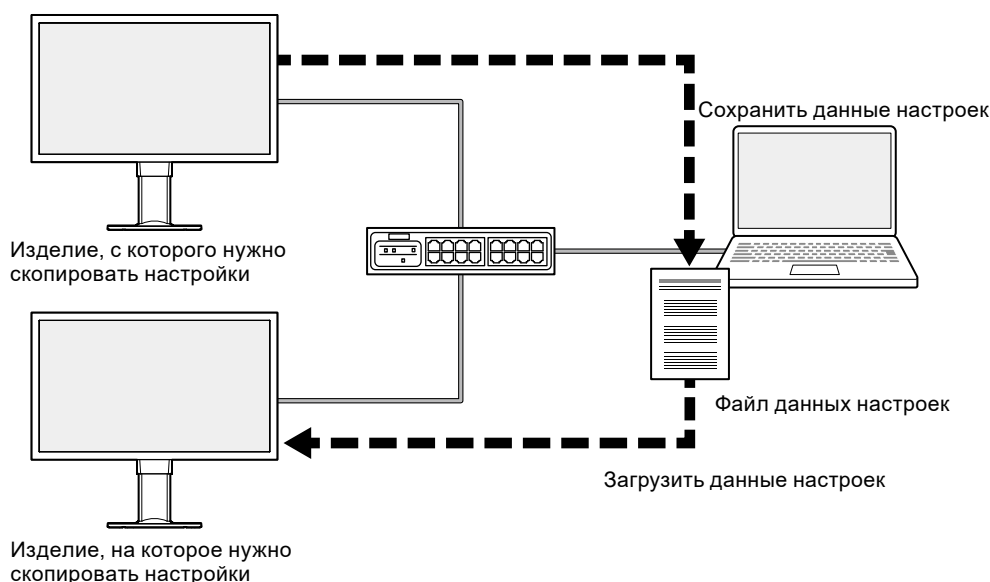 Сохранить данные настроек
Изделие, с которого нужно
скопировать настройки
Файл данных настроек
Загрузить данные настроек
Изделие, на которое нужно
скопировать настройки